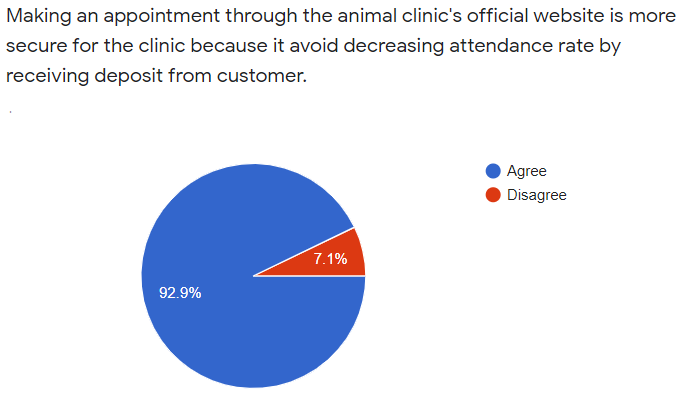 Making an appointment through the animal clinic's official website is more
secure for the clinic because it avoid decreasing attendance rate by
receiving deposit from customer.
Agree
Disagree
7.1%
92.9%